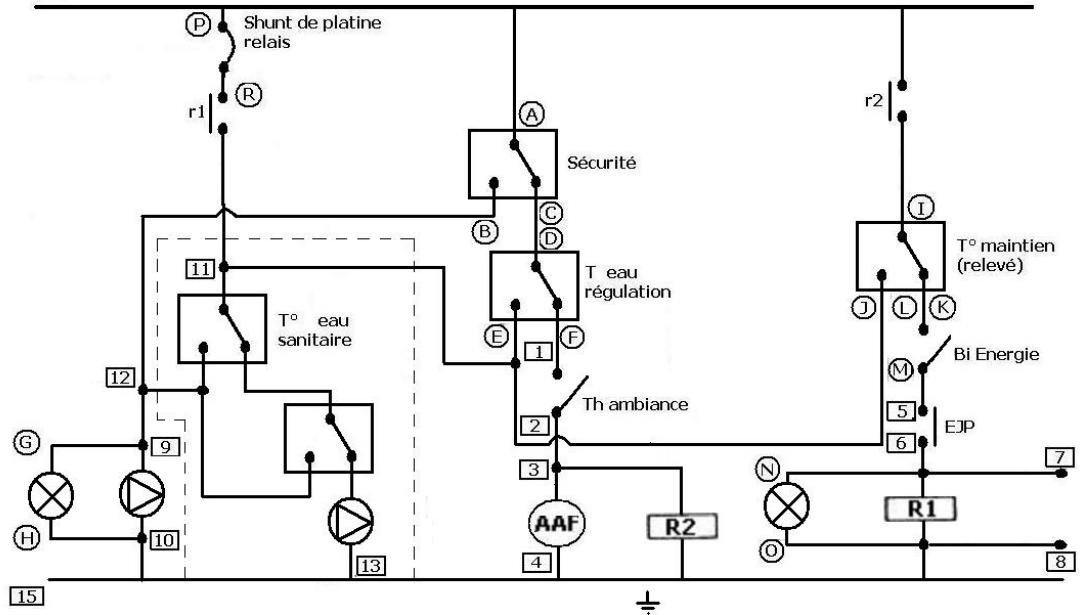 P
Shunt de platine
relais
R
r1
r2
A
Sécurité
I
C
B
D
T° maintien
(relevé)
11
T eau
régulation
J
L
K
T° eau
sanitaire
E
F
1
Bi Energie
M
12
Th ambiance
5
2
EJP
6
G
9
7
3
N
AAF
R2
R1
H
10
O
13
4
8
15